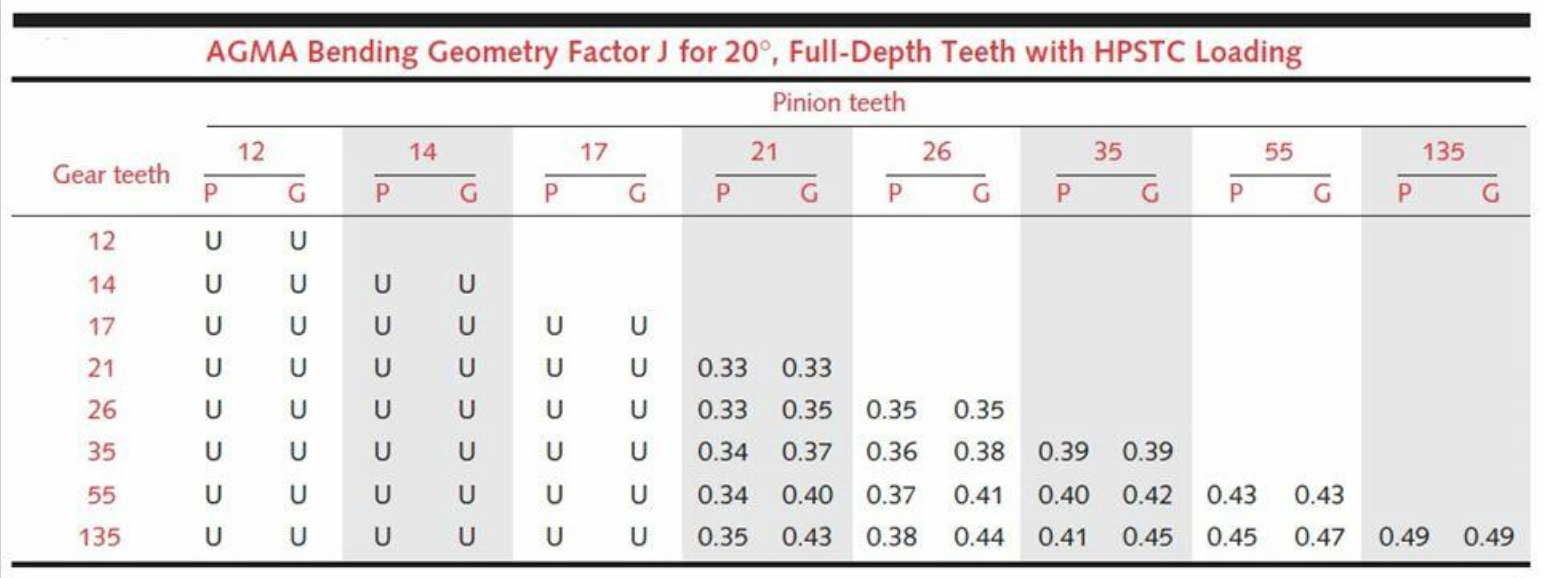 AGMA Bending Geometry Factor J for 20°, Full-Depth Teeth with HPSTC Loading
Pinion teeth
12 14 17 21 26 35 55 135
Gear teeth
P G P G P G P G P G P G P G P G
12 U U
14 U U U U
17 U U U U U U
21 U U U U U U 0.33 0.33
26 U U U U U U 0.33 0.35 0.35 0.35
35 U U U U U U 0.34 0.37 0.36 0.38 0.39 0.39
55 U U U U U U 0.34 0.40 0.37 0.41 0.40 0.42 0.43 0.43
135 U U U U U U 0.35 0.43 0.38 0.44 0.41 0.45 0.45 0.47 0.49 0.49